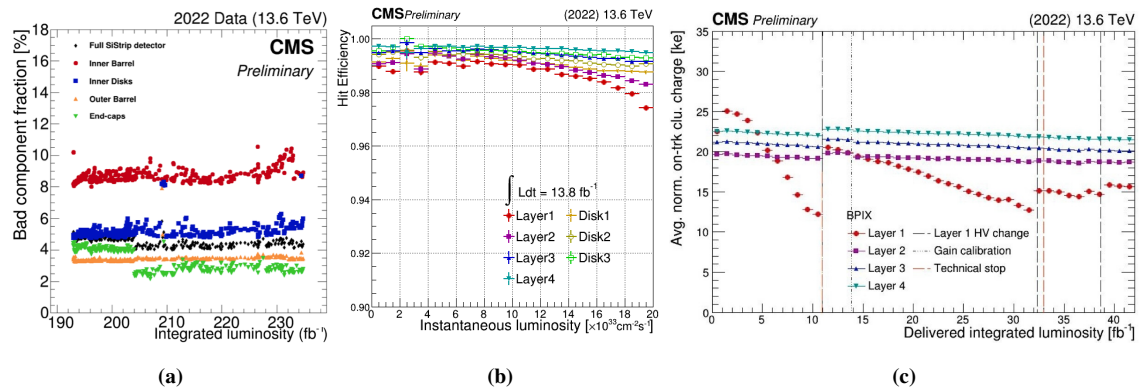 2022 Data (13.6 TeV)
Bad component fraction [%]
18
16
14
12
10
8
6
4
2
0
Full SiStrip detector
Inner Barrel
Inner Disks
Outer Barrel
End-caps
CMS
Preliminary
190
200
210
220
230
Integrated luminosity (fb⁻¹)
(a)
CMS Preliminary
(2022) 13.6 TeV
Hit Efficiency
1.00
0.98
0.96
0.94
0.92
0.90
∫ Ldt = 13.8 fb⁻¹
Layer1
Disk1
Layer2
Disk2
Layer3
Disk3
Layer4
0 2 4 6 8 10 12 14 16 18 20
Instantaneous luminosity [×10³³cm⁻²s⁻¹]
(b)
CMS Preliminary
(2022) 13.6 TeV
Avg. norm. on-trk clu. charge [ke]
35
30
25
20
15
10
5
0
BPIX
Layer 1
Layer 1 HV change
Layer 2
Gain calibration
Layer 3
Technical stop
Layer 4
0 5 10 15 20 25 30 35 40
Delivered integrated luminosity [fb⁻¹]
(c)